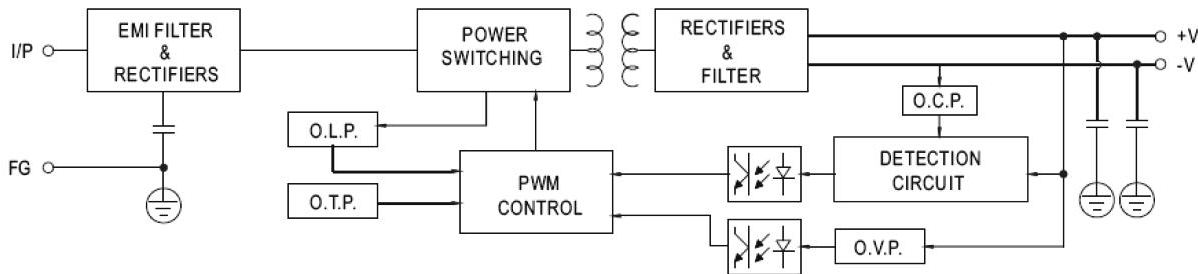 I/P
EMI FILTER
&
RECTIFIERS
POWER
SWITCHING
RECTIFIERS
&
FILTER
+V
-V
O.C.P.
O.L.P.
FG
O.T.P.
PWM
CONTROL
DETECTION
CIRCUIT
O.V.P.